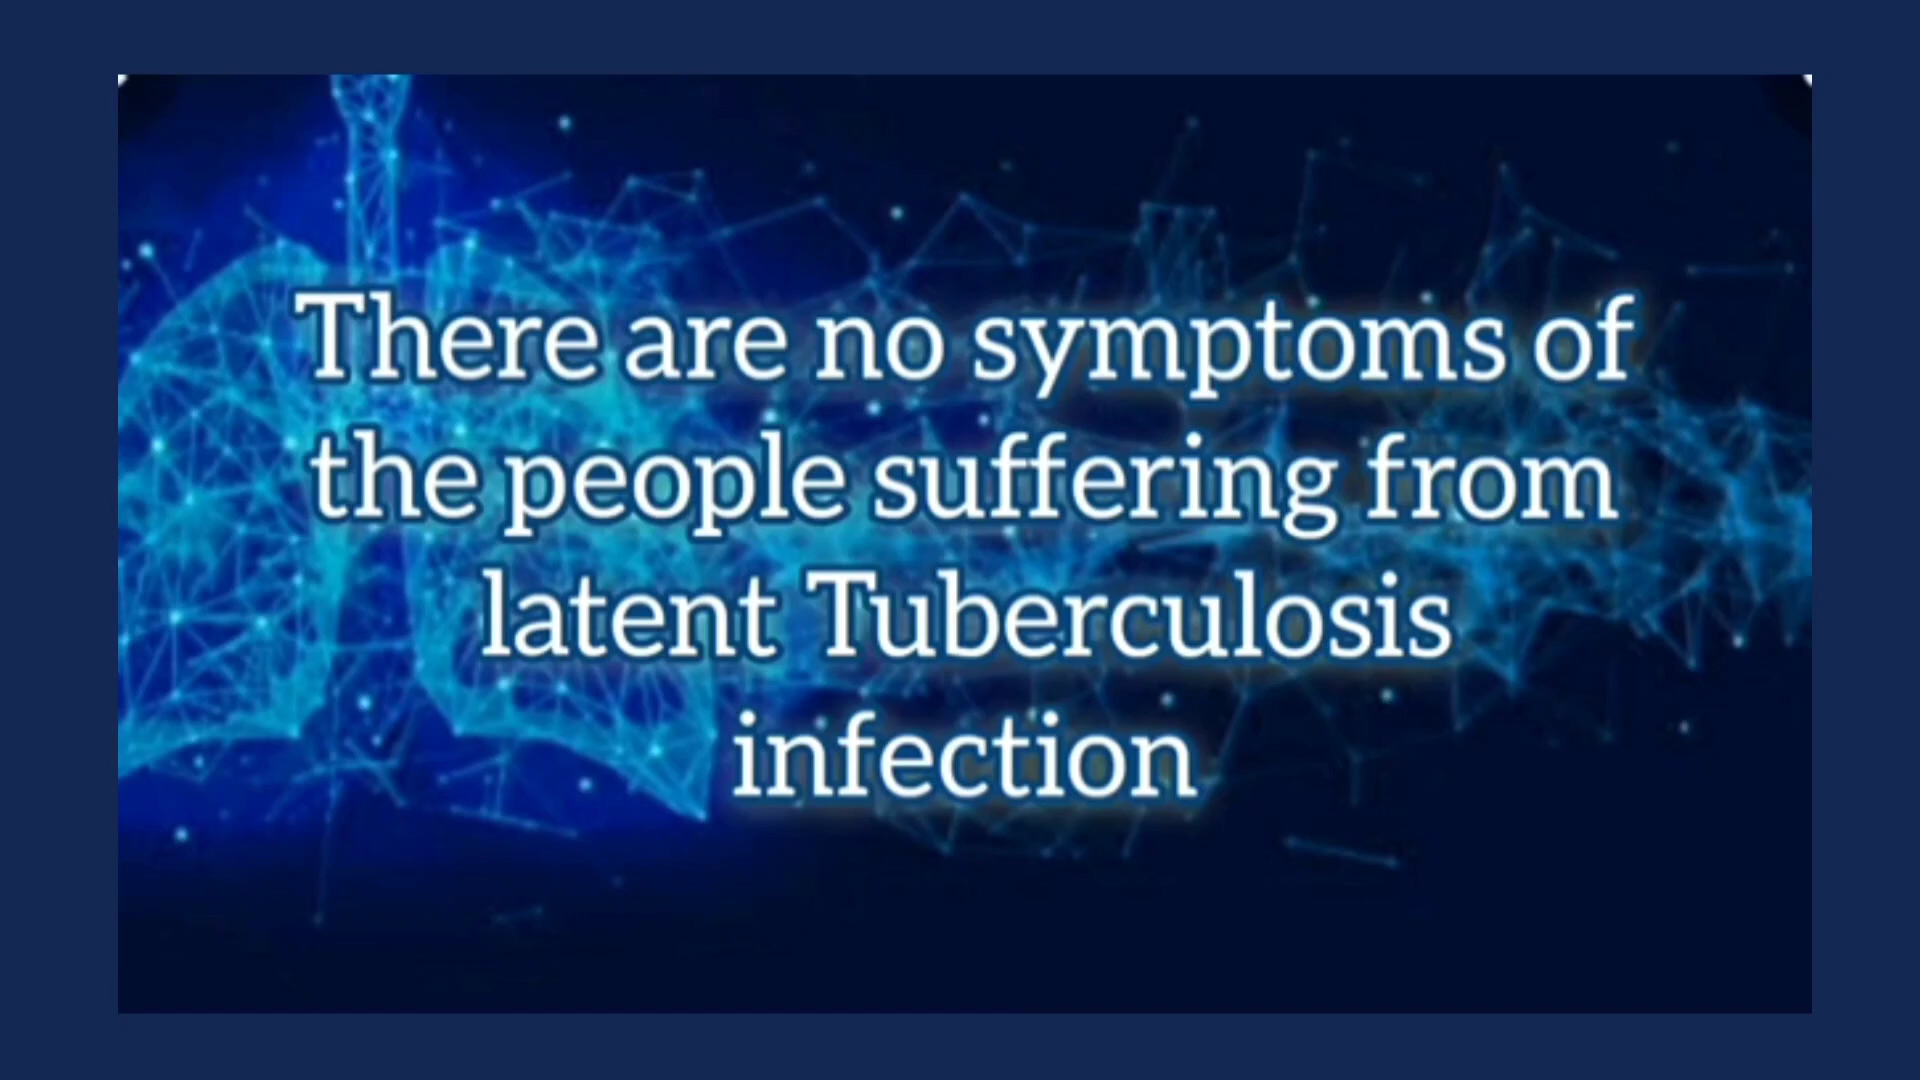 There are no symptoms of
the people suffering from
latent Tuberculosis
infection